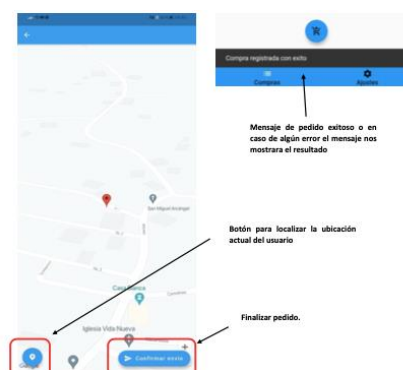 Compra registrada con exito
Compras
Ajustes
Mensaje de pedido exitoso o en
caso de algún error el mensaje nos
mostrara el resultado
San Miguel Arcángel
Botón para localizar la ubicación
actual del usuario
Casa Blanca
Iglesia Vida Nueva
Finalizar pedido.
Confirmar envio
Google